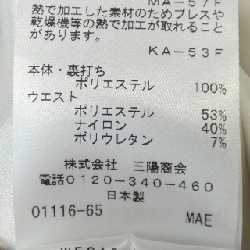 MA-57F
熱で加工した素材のためプレスや
乾燥機等の熱で加工が取れること
があります。
KA-53F
本体・裏打ち
ポリエステル 100%
ウエスト
ポリエステル 53%
ナイロン 40%
ポリウレタン 7%
株式会社 三陽商会
電話0120-340-460
日本製
01116-65 MAE